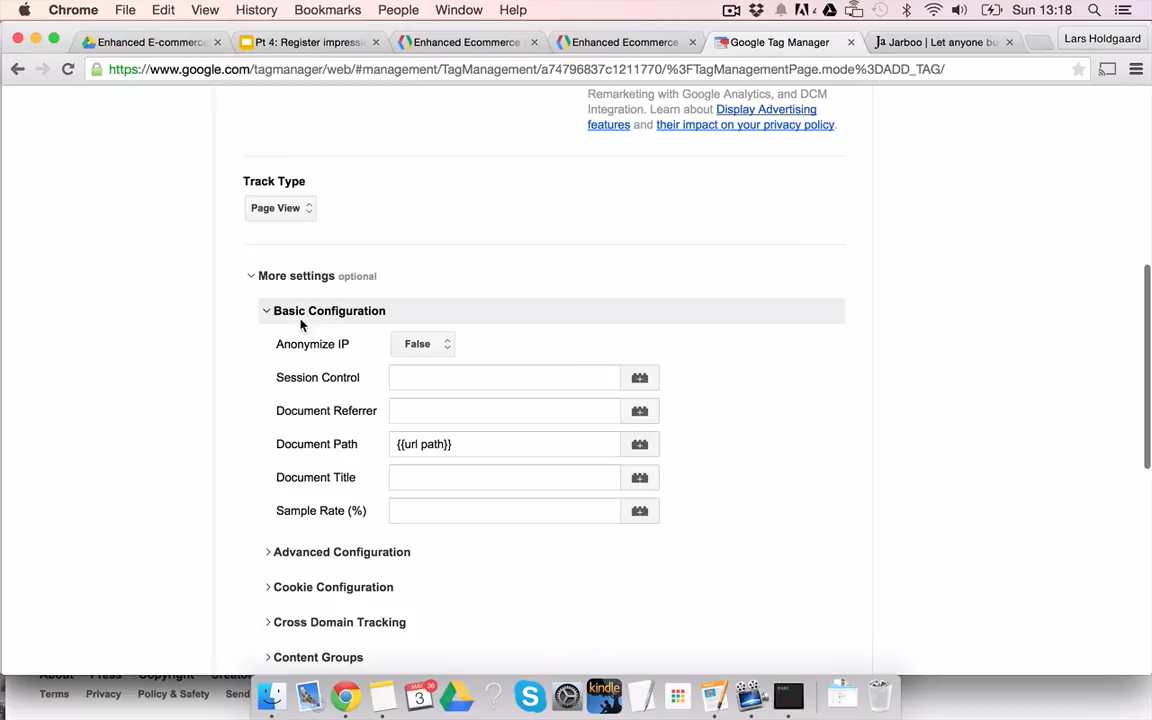 Chrome File Edit View History Bookmarks People Window Help Sun 13:18
Enhanced E-commerce Pt 4: Register impressi Enhanced Ecommerce Enhanced Ecommerce Google Tag Manager Jarboo | Let anyone bu Lars Holdgaard
https://www.google.com/tagmanager/web/#management/TagManagement/a74796837c1211770/%3FTagManagementPage.mode%3DADD_TAG/
Remarketing with Google Analytics, and DCM
Integration. Learn about Display Advertising
features and their impact on your privacy policy.
Track Type
Page View
More settings optional
Basic Configuration
Anonymize IP False
Session Control
Document Referrer
Document Path {{url path}}
Document Title
Sample Rate (%)
Advanced Configuration
Cookie Configuration
Cross Domain Tracking
Content Groups
About Press Copyright
Terms Privacy Policy & Safety Send
kindle